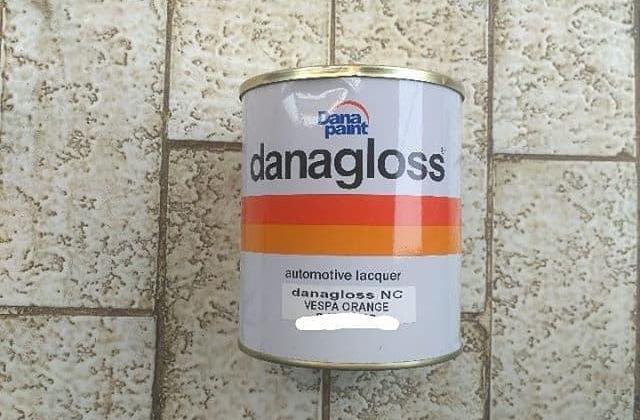 Dana
paint
danagloss
automotive lacquer
danagloss NC
VESPA ORANGE